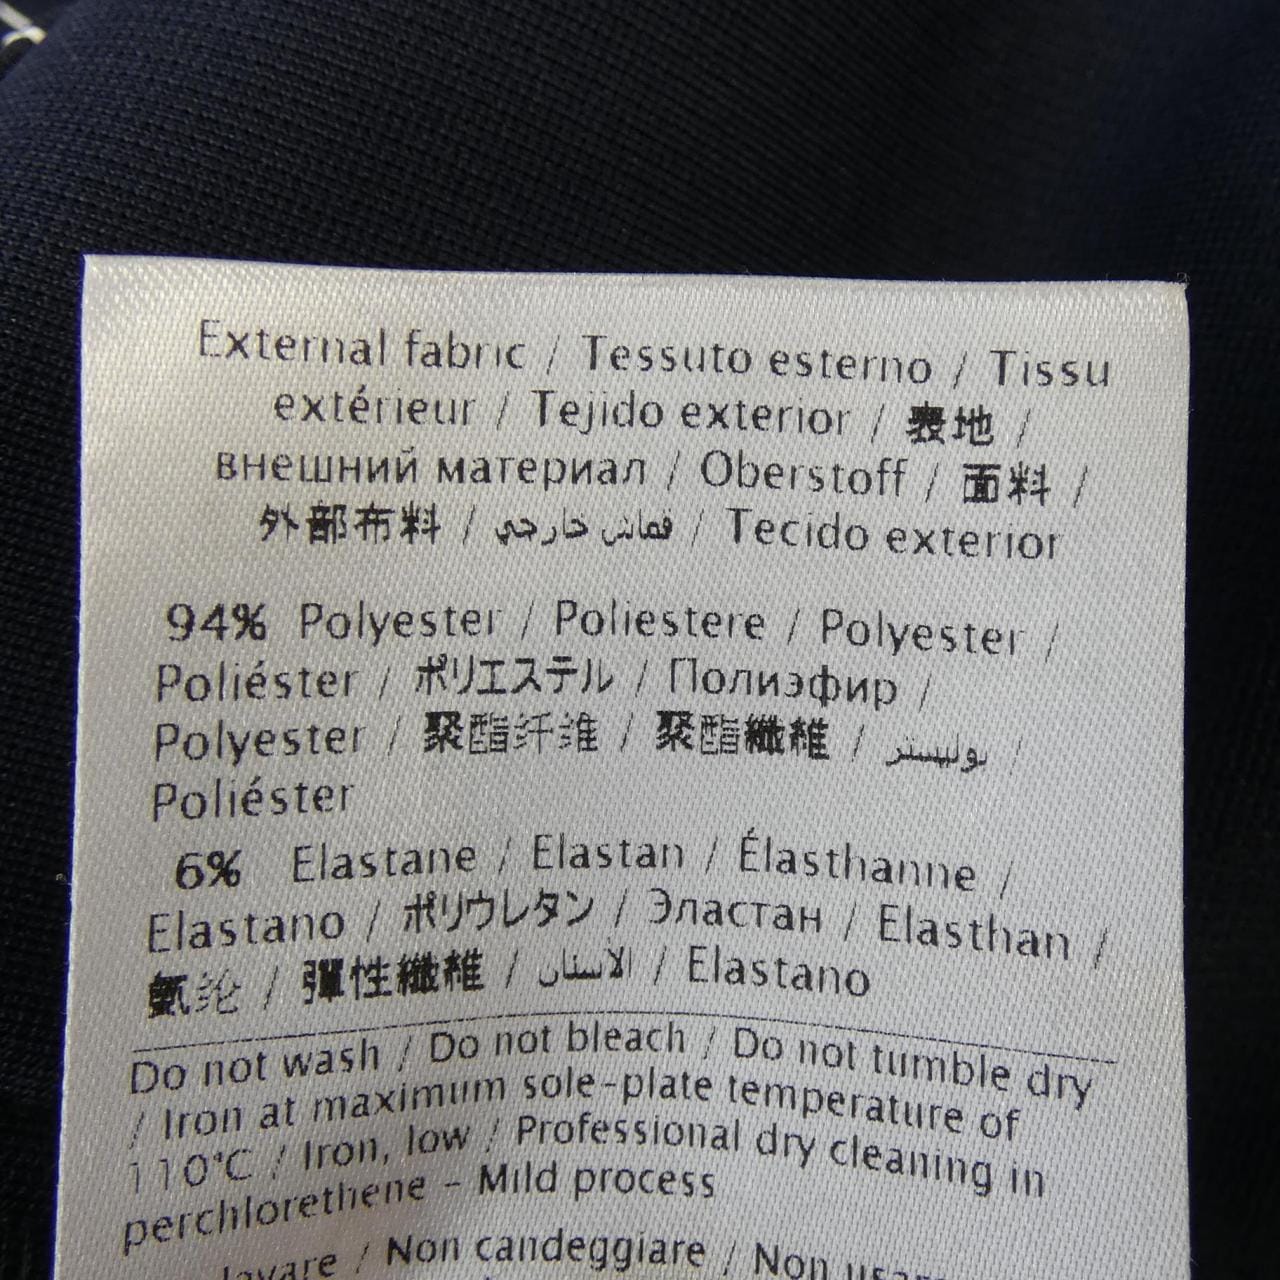 External fabric / Tessuto esterno / Tissu
extérieur / Tejido exterior / 表地 /
внешний материал / Oberstoff / 面料 /
外部布料 / قماش خارجي / Tecido exterior
94% Polyester / Poliestere / Polyester /
Poliéster / ポリエステル / Полиэфир /
Polyester / 聚酯纤维 / 聚酯纖維 / بوليستر /
Poliéster
6% Elastane / Elastan / Élasthanne /
Elastano / ポリウレタン / Эластан / Elasthan /
氨纶 / 彈性纖維 / الاستان / Elastano
Do not wash / Do not bleach / Do not tumble dry
/ Iron at maximum sole-plate temperature of
110°C / Iron, low / Professional dry cleaning in
perchlorethene - Mild process
lavare / Non candeggiare / Non